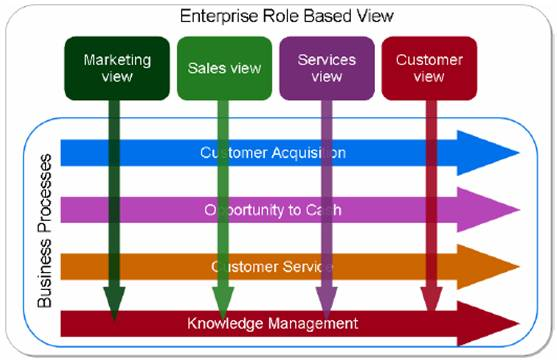 Enterprise Role Based View
Marketing
view
Sales view
Services
view
Customer
view
Business Processes
Customer Acquisition
Opportunity to Cash
Customer Service
Knowledge Management